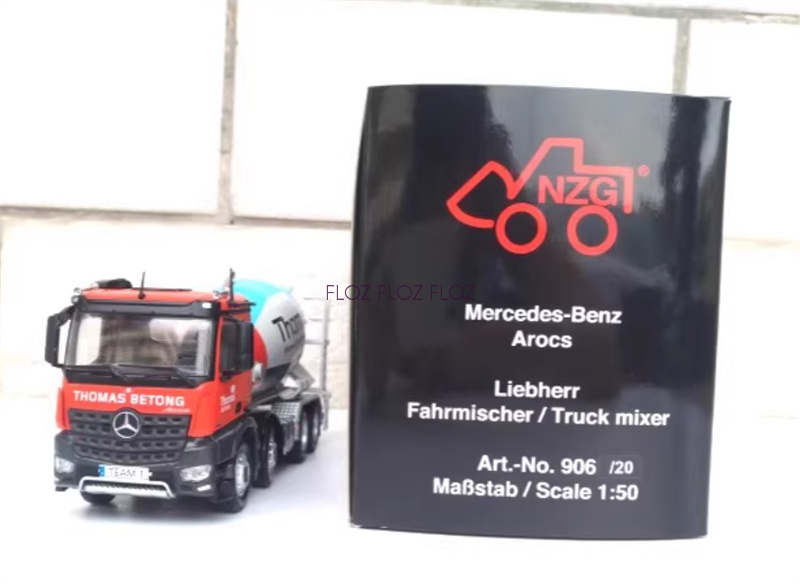 THOMAS BETONG
TEAM 1
FLOZ FLOZ FLOZ
NZG
Mercedes-Benz
Arocs
Liebherr
Fahrmischer / Truck mixer
Art.-No. 906 /20
Maßstab / Scale 1:50